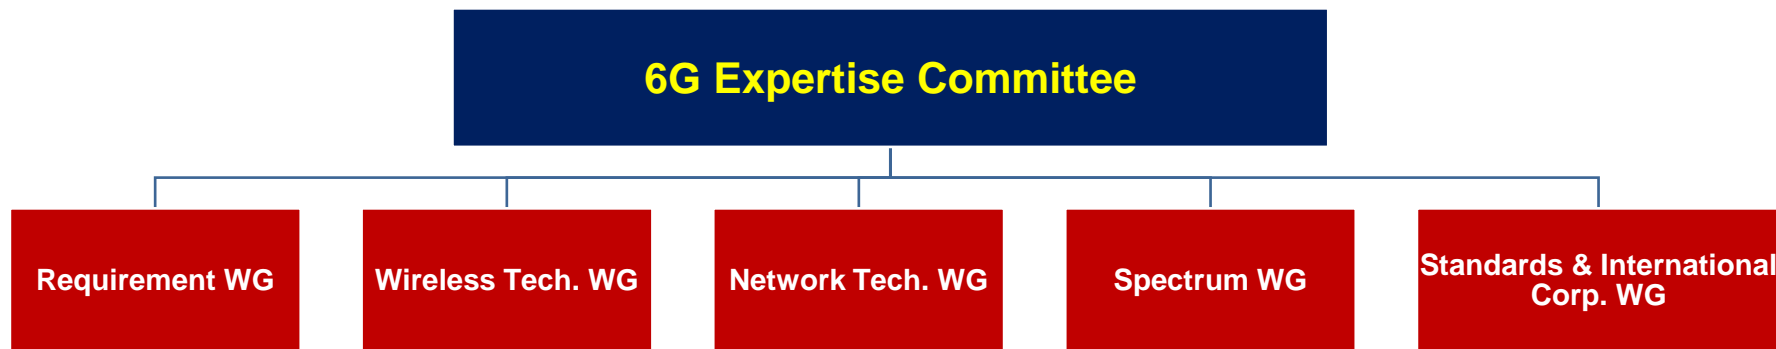 6G Expertise Committee
Requirement WG
Wireless Tech. WG
Network Tech. WG
Spectrum WG
Standards & International
Corp. WG